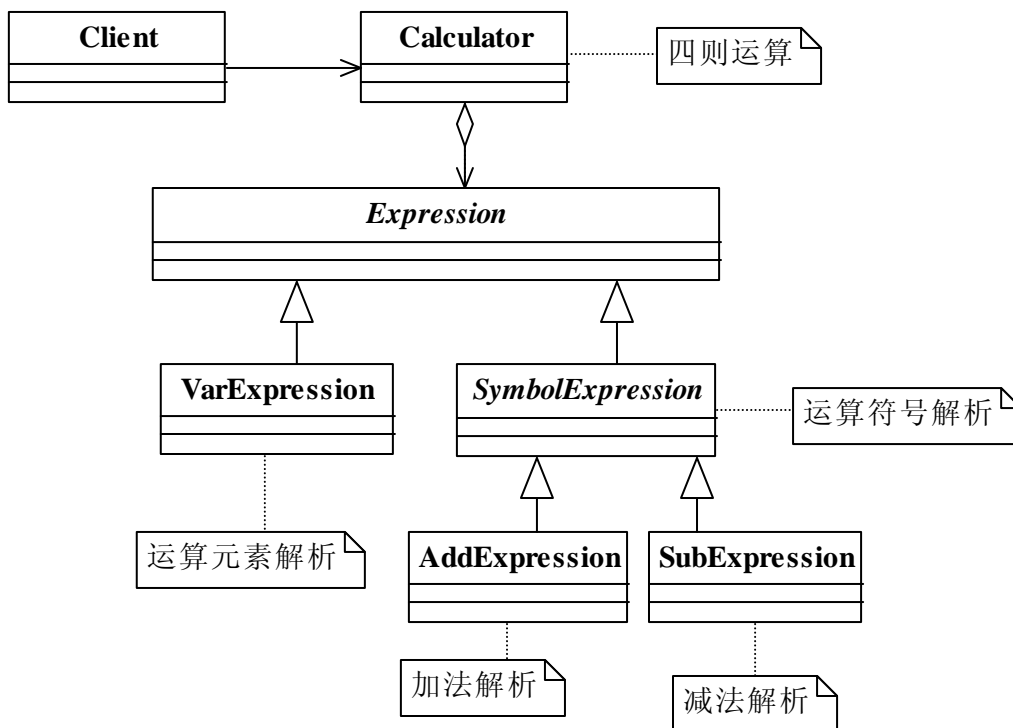 Client
Calculator
四则运算
Expression
VarExpression
SymbolExpression
运算符号解析
运算元素解析
AddExpression
SubExpression
加法解析
减法解析